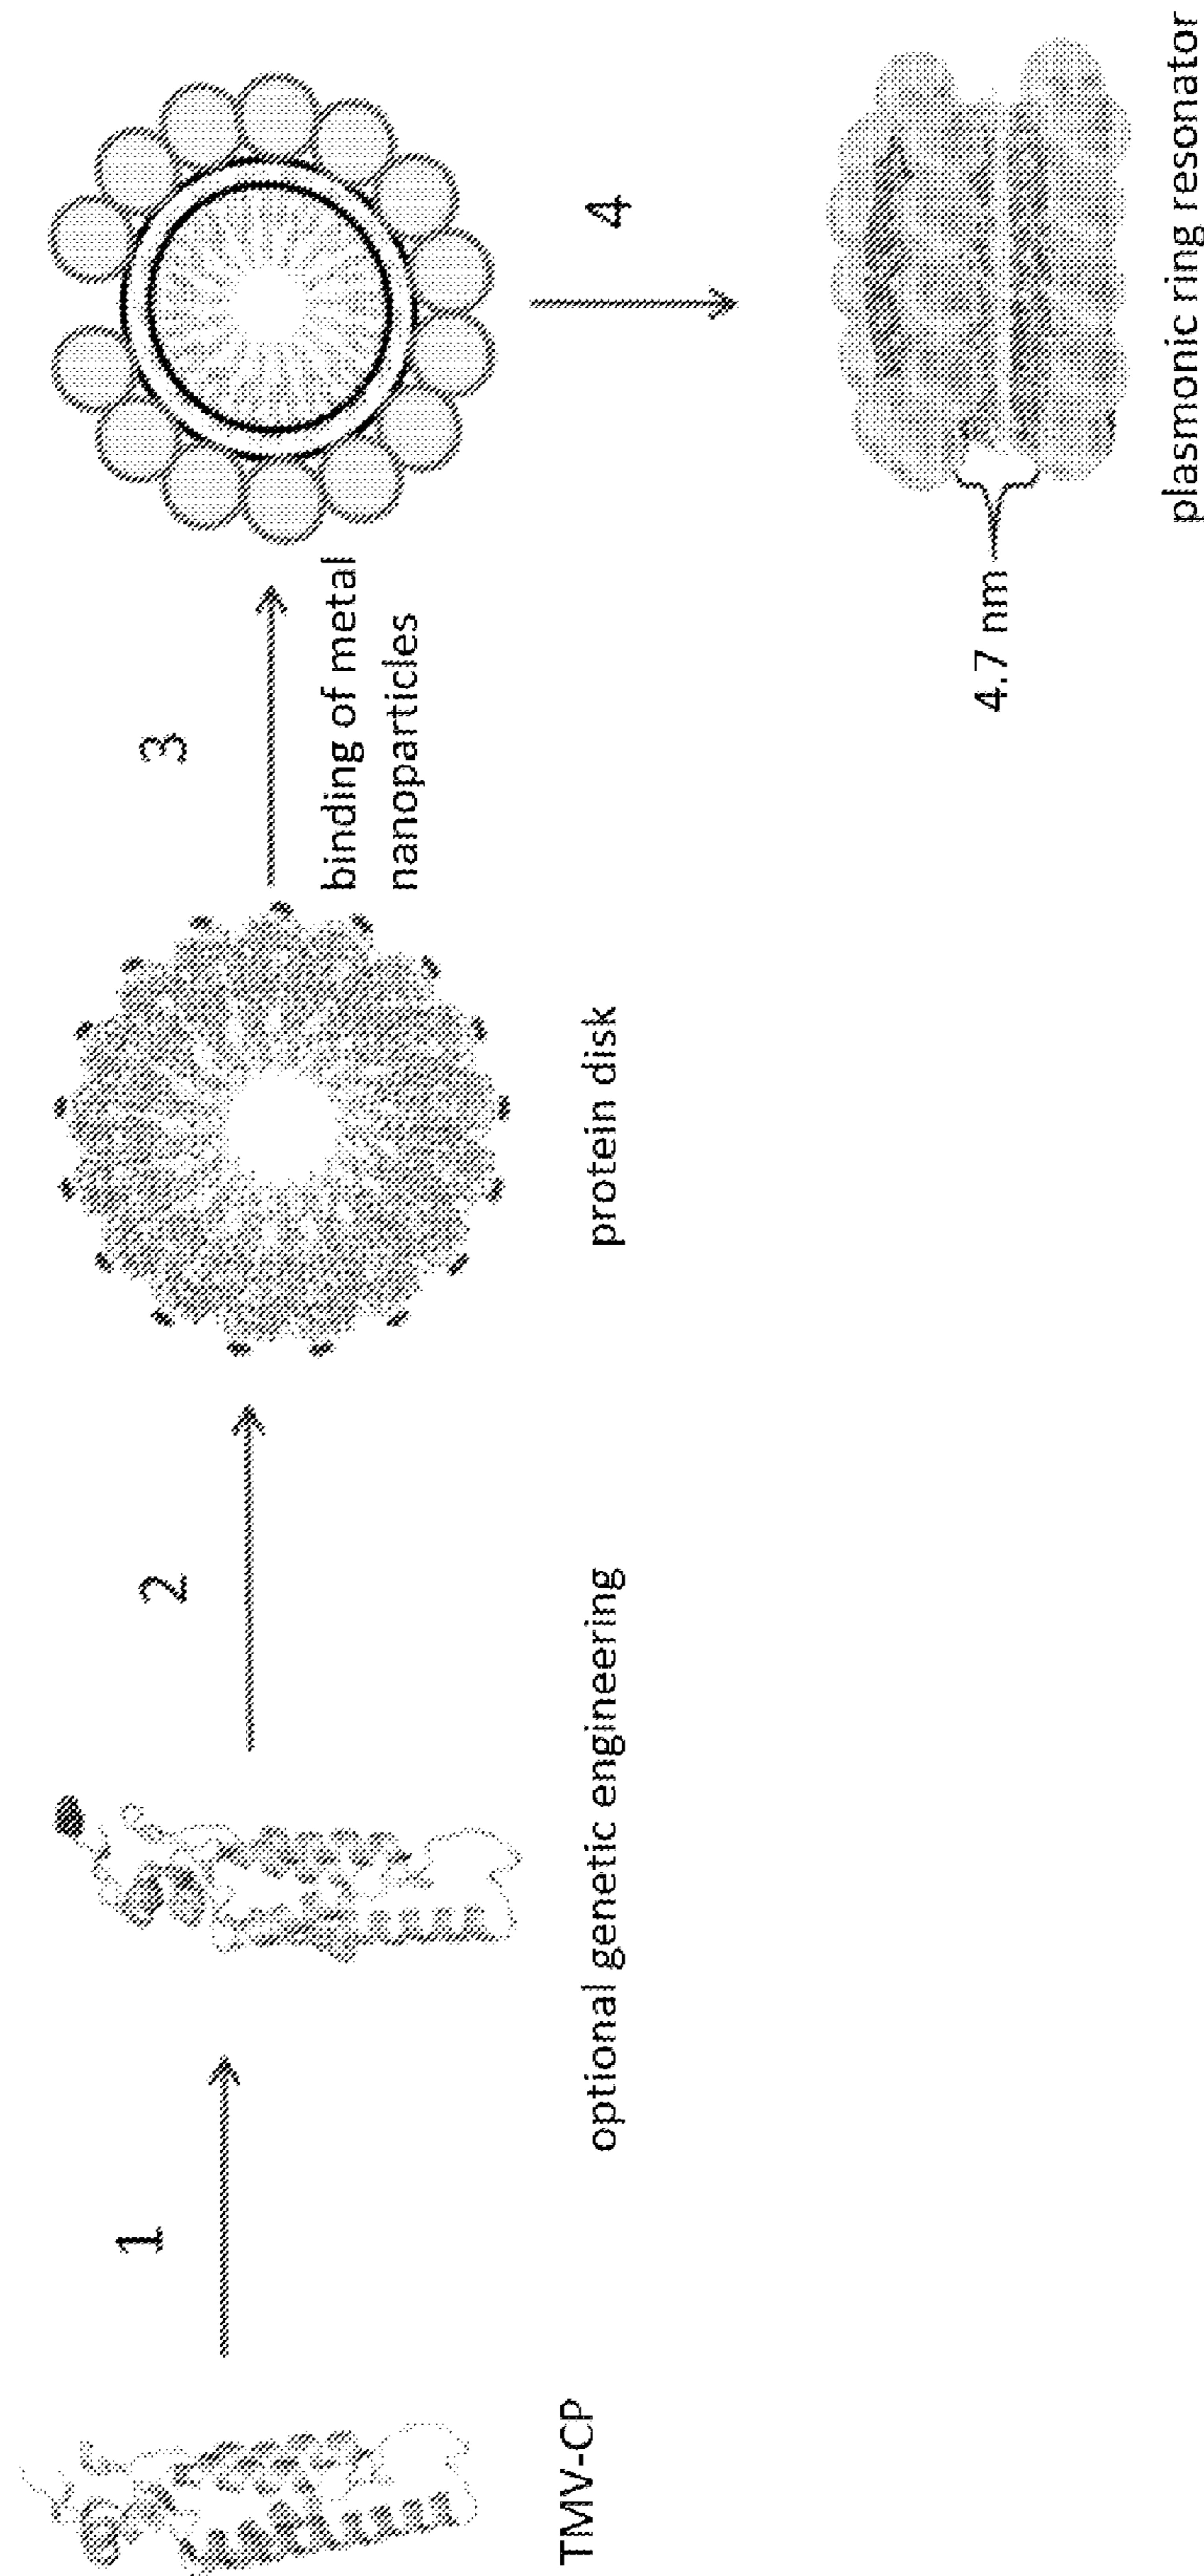 1
2
3
binding of metal
nanoparticles
TMV-CP
optional genetic engineering
protein disk
4
4.7 nm
plasmonic ring resonator